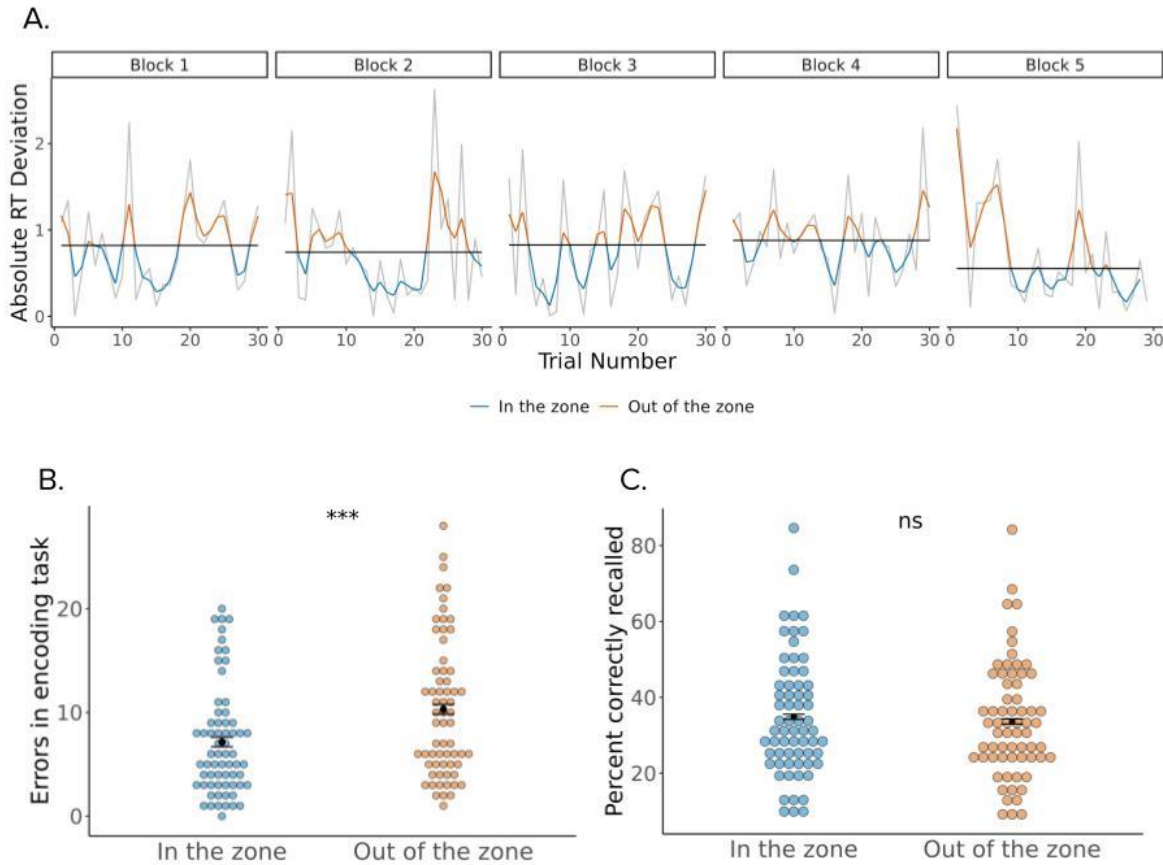 A.
Block 1 Block 2 Block 3 Block 4 Block 5
Absolute RT Deviation
2
1
0
0 10 20 30 0 10 20 30 0 10 20 30 0 10 20 30 0 10 20 30
Trial Number
In the zone Out of the zone
B.
***
Errors in encoding task
20
10
0
In the zone Out of the zone
C.
ns
Percent correctly recalled
80
60
40
20
0
In the zone Out of the zone